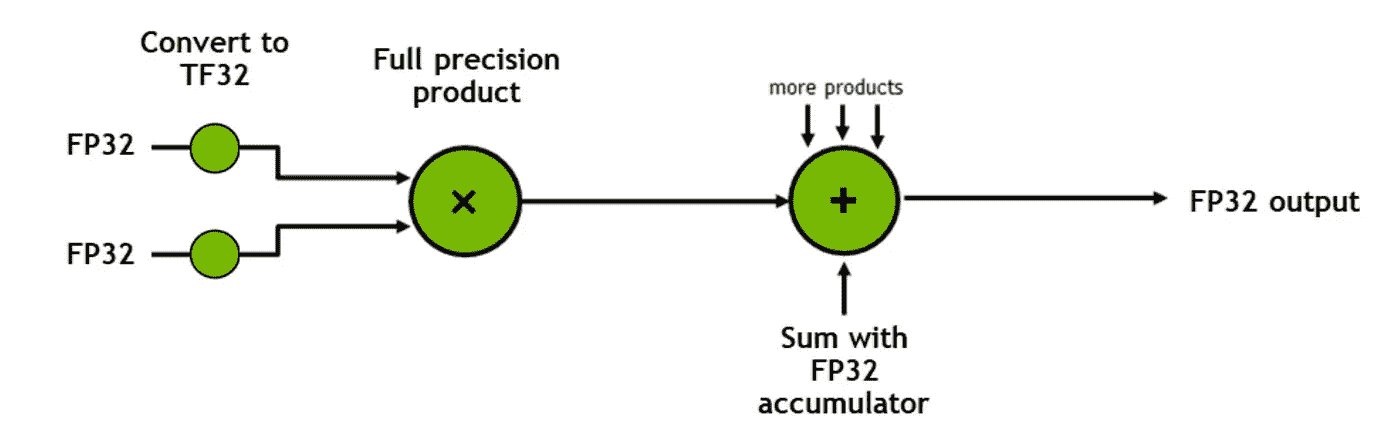 Convert to
TF32
Full precision
product
more products
FP32
×
+
FP32 output
FP32
Sum with
FP32
accumulator